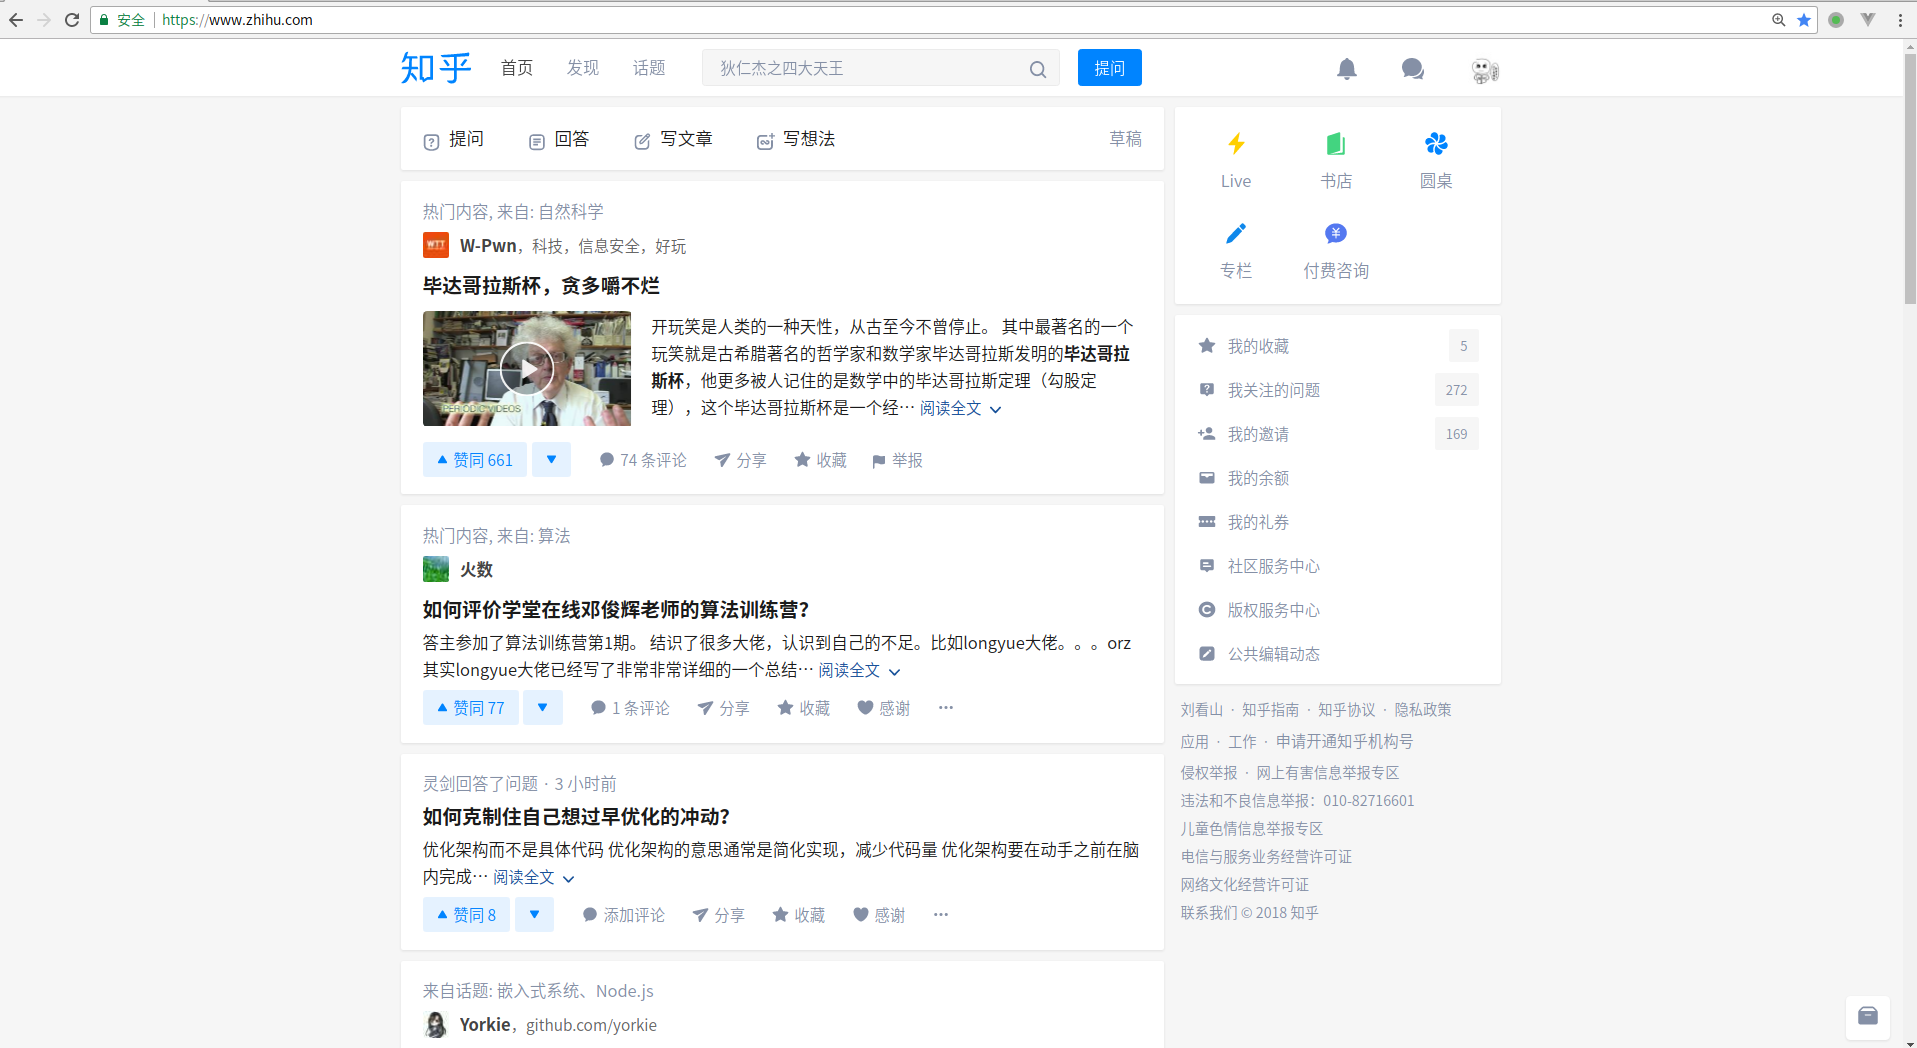 安全 https://www.zhihu.com
知乎 首页 发现 话题 狄仁杰之四大天王 提问
提问 回答 写文章 写想法 草稿
热门内容, 来自: 自然科学
W-Pwn，科技，信息安全，好玩
毕达哥拉斯杯，贪多嚼不烂
PERIODIC VIDEOS
开玩笑是人类的一种天性，从古至今不曾停止。 其中最著名的一个
玩笑就是古希腊著名的哲学家和数学家毕达哥拉斯发明的毕达哥拉
斯杯，他更多被人记住的是数学中的毕达哥拉斯定理（勾股定
理），这个毕达哥拉斯杯是一个经… 阅读全文
赞同 661 74 条评论 分享 收藏 举报
热门内容, 来自: 算法
火数
如何评价学堂在线邓俊辉老师的算法训练营？
答主参加了算法训练营第1期。 结识了很多大佬，认识到自己的不足。比如longyue大佬。。。orz
其实longyue大佬已经写了非常非常详细的一个总结… 阅读全文
赞同 77 1 条评论 分享 收藏 感谢 ···
灵剑回答了问题 · 3 小时前
如何克制住自己想过早优化的冲动？
优化架构而不是具体代码 优化架构的意思通常是简化实现，减少代码量 优化架构要在动手之前在脑
内完成… 阅读全文
赞同 8 添加评论 分享 收藏 感谢 ···
来自话题: 嵌入式系统、Node.js
Yorkie，github.com/yorkie
Live 书店 圆桌
专栏 付费咨询
我的收藏 5
我关注的问题 272
我的邀请 169
我的余额
我的礼券
社区服务中心
版权服务中心
公共编辑动态
刘看山 · 知乎指南 · 知乎协议 · 隐私政策
应用 · 工作 · 申请开通知乎机构号
侵权举报 · 网上有害信息举报专区
违法和不良信息举报：010-82716601
儿童色情信息举报专区
电信与服务业务经营许可证
网络文化经营许可证
联系我们 © 2018 知乎